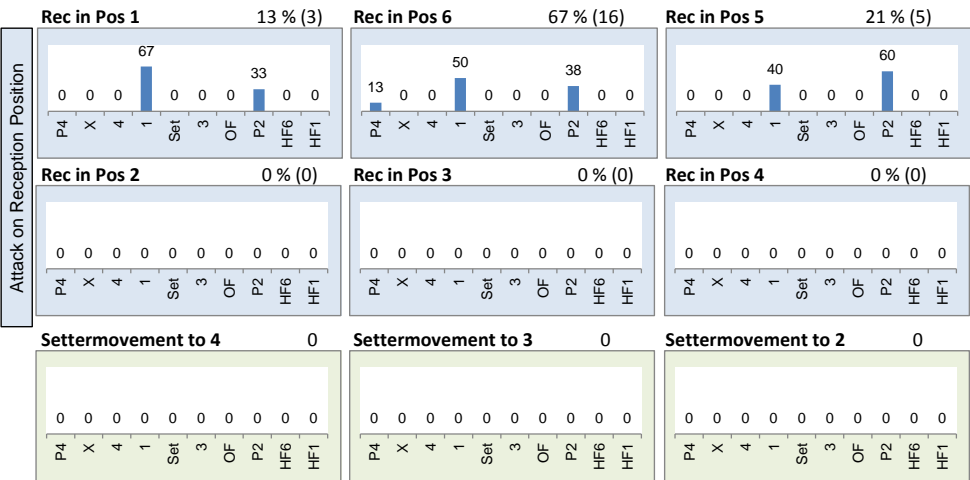 Attack on Reception Position
Rec in Pos 1 13 % (3)
67
33
0 0 0 0 0 0 0 0
P4 X 4 1 Set 3 OF P2 HF6 HF1
Rec in Pos 6 67 % (16)
50
38
13
0 0 0 0 0 0 0
P4 X 4 1 Set 3 OF P2 HF6 HF1
Rec in Pos 5 21 % (5)
60
40
0 0 0 0 0 0 0 0
P4 X 4 1 Set 3 OF P2 HF6 HF1
Rec in Pos 2 0 % (0)
0 0 0 0 0 0 0 0 0 0
P4 X 4 1 Set 3 OF P2 HF6 HF1
Rec in Pos 3 0 % (0)
0 0 0 0 0 0 0 0 0 0
P4 X 4 1 Set 3 OF P2 HF6 HF1
Rec in Pos 4 0 % (0)
0 0 0 0 0 0 0 0 0 0
P4 X 4 1 Set 3 OF P2 HF6 HF1
Settermovement to 4 0
0 0 0 0 0 0 0 0 0 0
P4 X 4 1 Set 3 OF P2 HF6 HF1
Settermovement to 3 0
0 0 0 0 0 0 0 0 0 0
P4 X 4 1 Set 3 OF P2 HF6 HF1
Settermovement to 2 0
0 0 0 0 0 0 0 0 0 0
P4 X 4 1 Set 3 OF P2 HF6 HF1